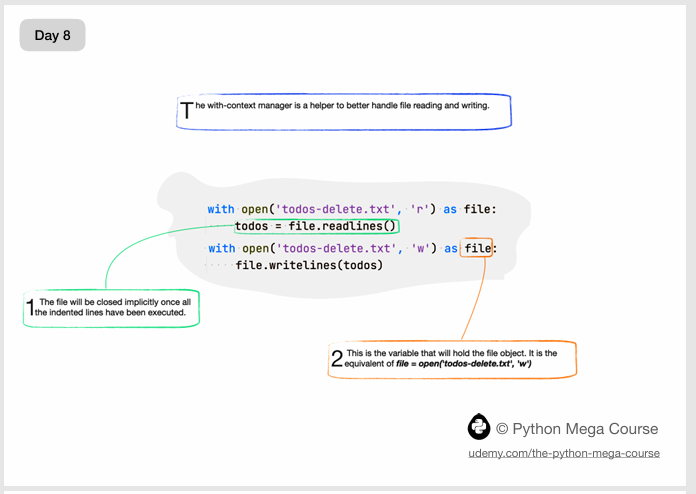 Day 8
The with-context manager is a helper to better handle file reading and writing.
with open('todos-delete.txt', 'r') as file:
todos = file.readlines()
with open('todos-delete.txt', 'w') as file:
file.writelines(todos)
1 The file will be closed implicitly once all
the indented lines have been executed.
2 This is the variable that will hold the file object. It is the
equivalent of file = open('todos-delete.txt', 'w')
© Python Mega Course
udemy.com/the-python-mega-course